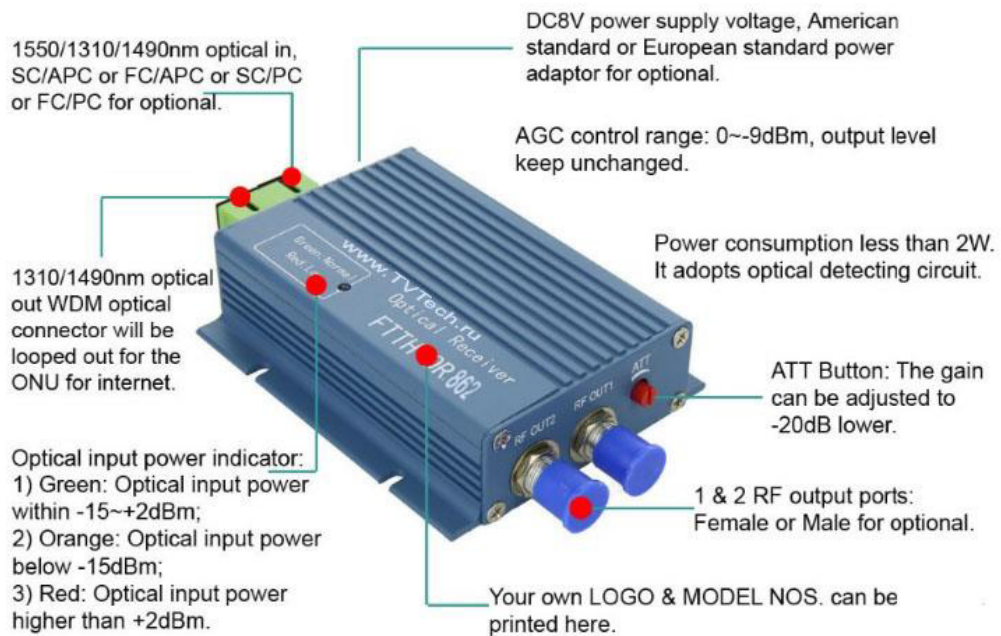 1550/1310/1490nm optical in,
SC/APC or FC/APC or SC/PC
or FC/PC for optional.
DC8V power supply voltage, American
standard or European standard power
adaptor for optional.
AGC control range: 0~-9dBm, output level
keep unchanged.
Power consumption less than 2W.
It adopts optical detecting circuit.
1310/1490nm optical
out WDM optical
connector will be
looped out for the
ONU for internet.
Green:Normal
www.TVTech.ru
Optical Receiver
ATT
RF OUT1
RF OUT2
ATT Button: The gain
can be adjusted to
-20dB lower.
Optical input power indicator:
1) Green: Optical input power
within -15~+2dBm;
2) Orange: Optical input power
below -15dBm;
3) Red: Optical input power
higher than +2dBm.
1 & 2 RF output ports:
Female or Male for optional.
Your own LOGO & MODEL NOS. can be
printed here.